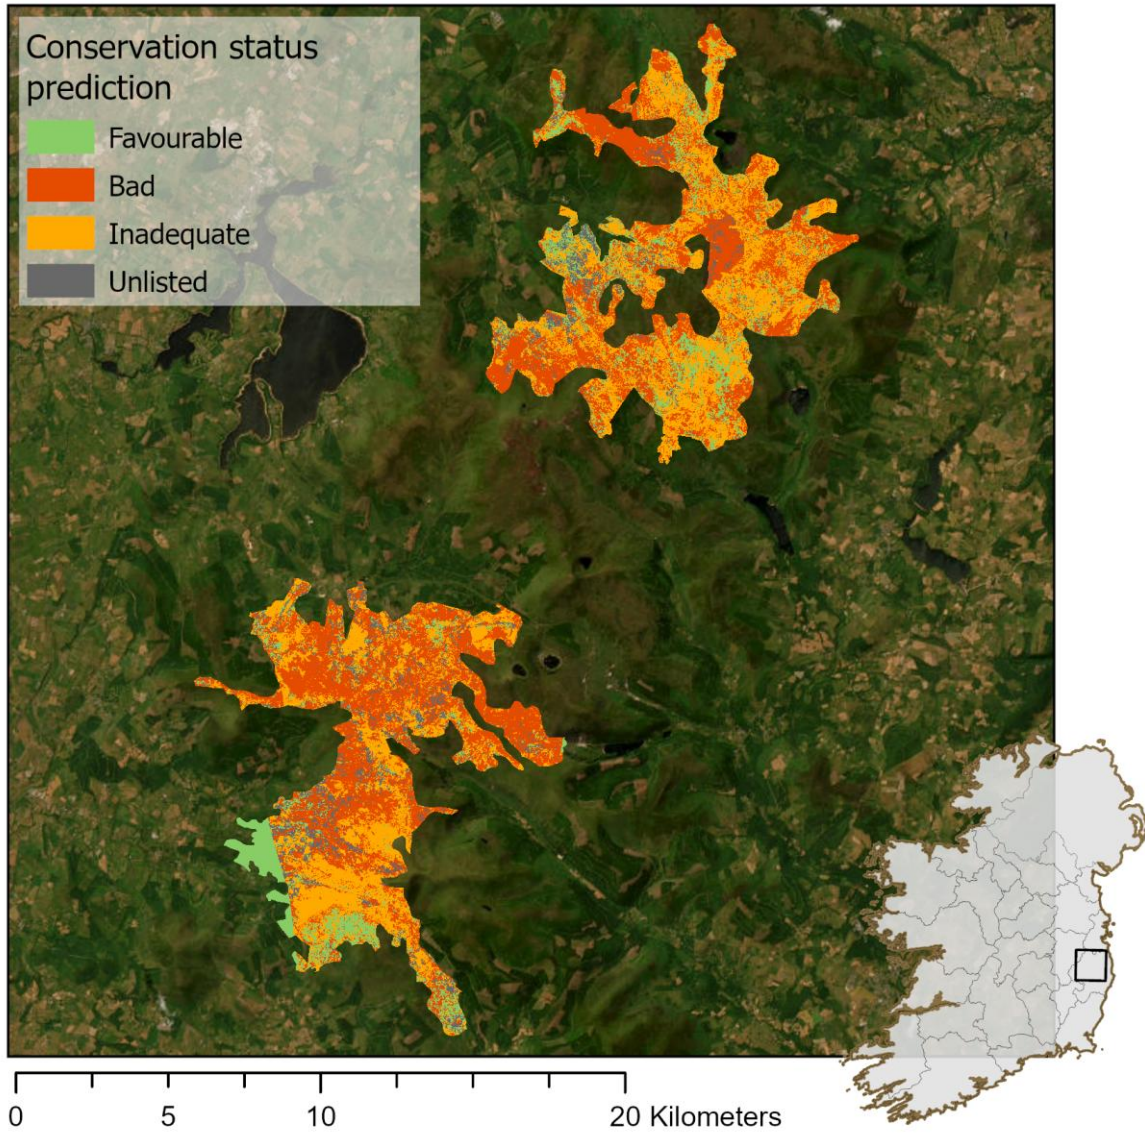 Conservation status
prediction
Favourable
Bad
Inadequate
Unlisted
0 5 10 20 Kilometers